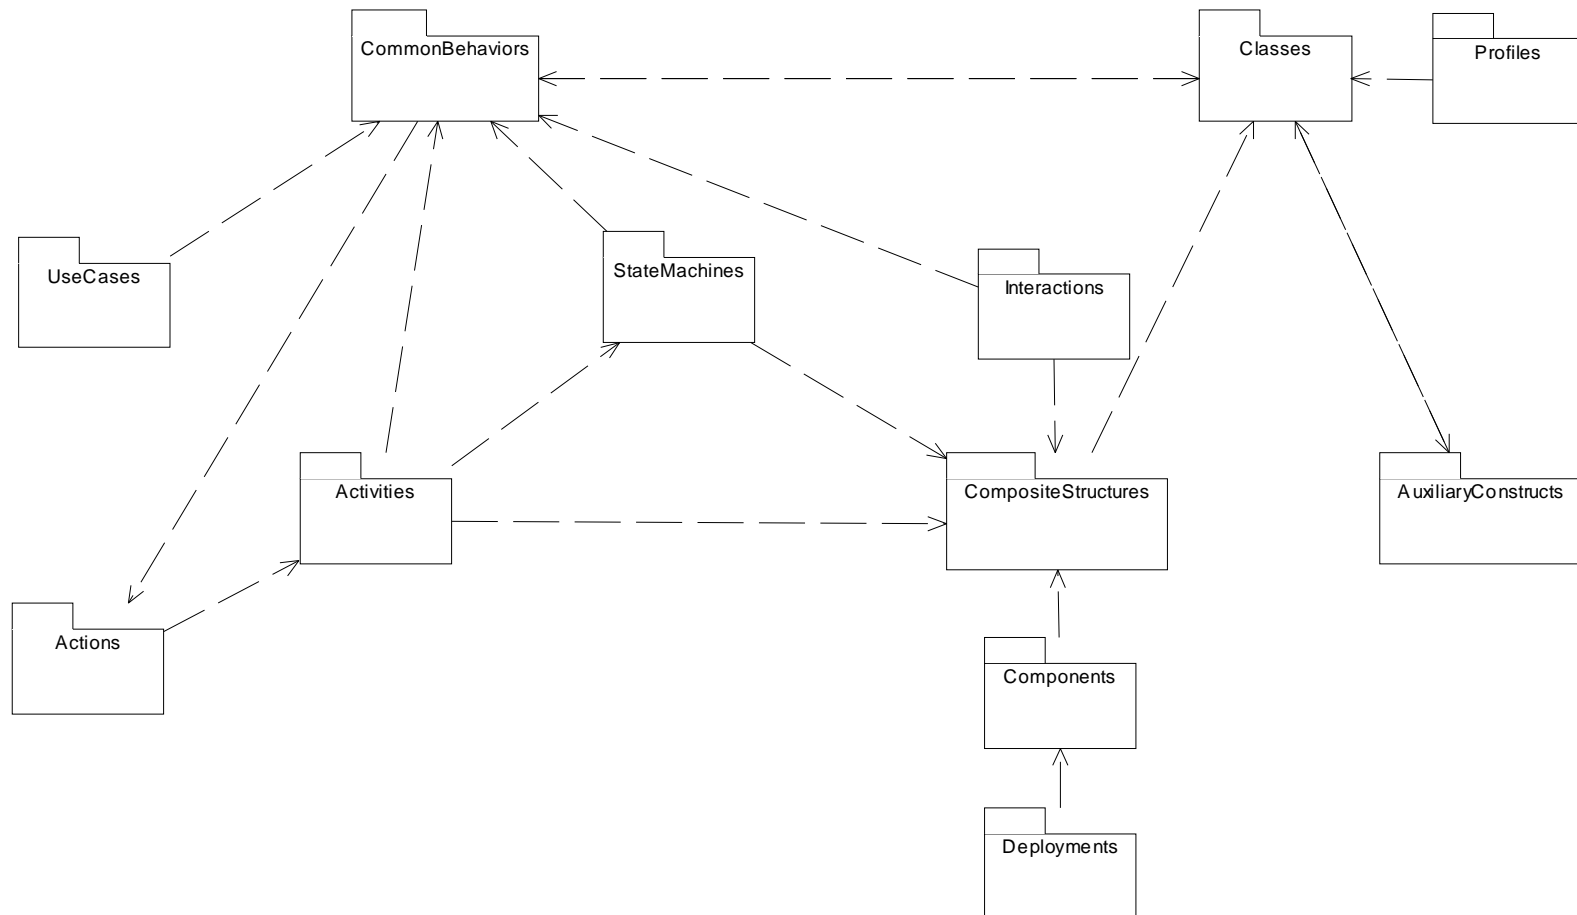 CommonBehaviors
Classes
Profiles
UseCases
StateMachines
Interactions
Activities
CompositeStructures
AuxiliaryConstructs
Actions
Components
Deployments